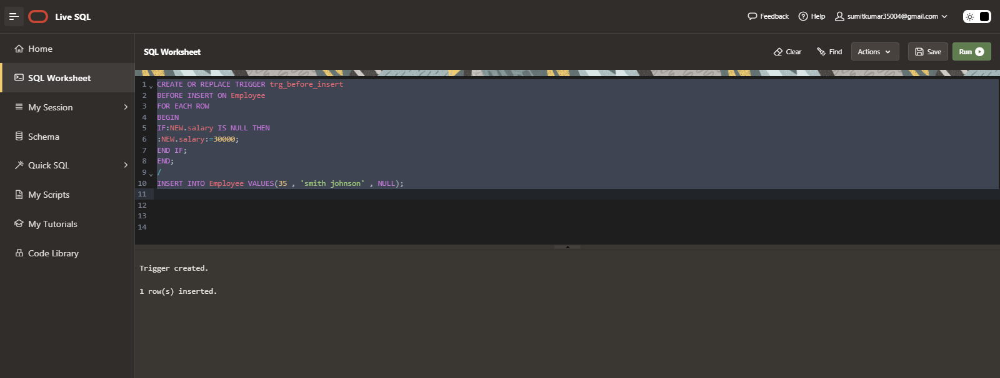 Live SQL
Feedback
Help
sumitkumar35004@gmail.com
Home
SQL Worksheet
My Session
Schema
Quick SQL
My Scripts
My Tutorials
Code Library
SQL Worksheet
Clear
Find
Actions
Save
Run
1 CREATE OR REPLACE TRIGGER trg_before_insert
2 BEFORE INSERT ON Employee
3 FOR EACH ROW
4 BEGIN
5 IF:NEW.salary IS NULL THEN
6 :NEW.salary:=30000;
7 END IF;
8 END;
9 /
10 INSERT INTO Employee VALUES(35 , 'smith johnson' , NULL);
11
12
13
14
Trigger created.
1 row(s) inserted.